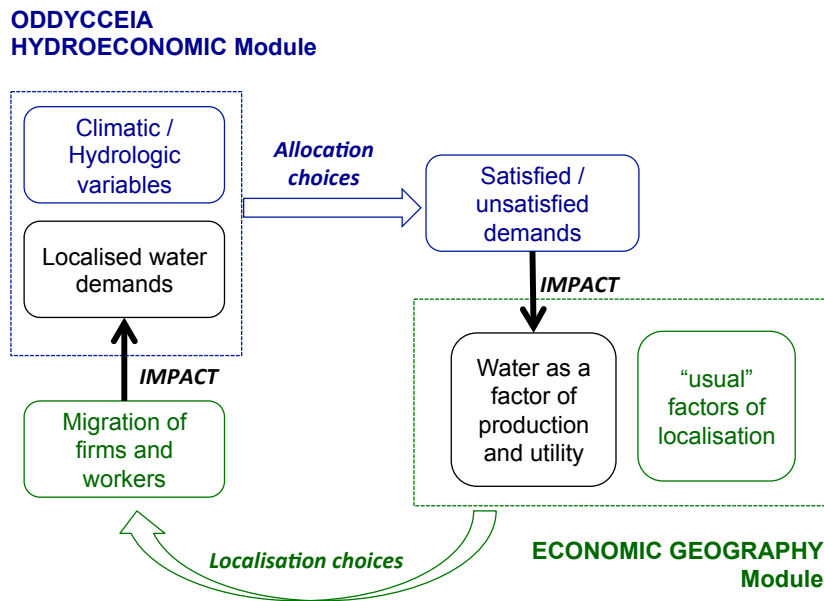 ODDYCCEIA
HYDROECONOMIC Module
Climatic /
Hydrologic
variables
Allocation
choices
Satisfied /
unsatisfied
demands
Localised water
demands
IMPACT
IMPACT
Water as a
factor of
production
and utility
“usual”
factors of
localisation
Migration of
firms and
workers
Localisation choices
ECONOMIC GEOGRAPHY
Module